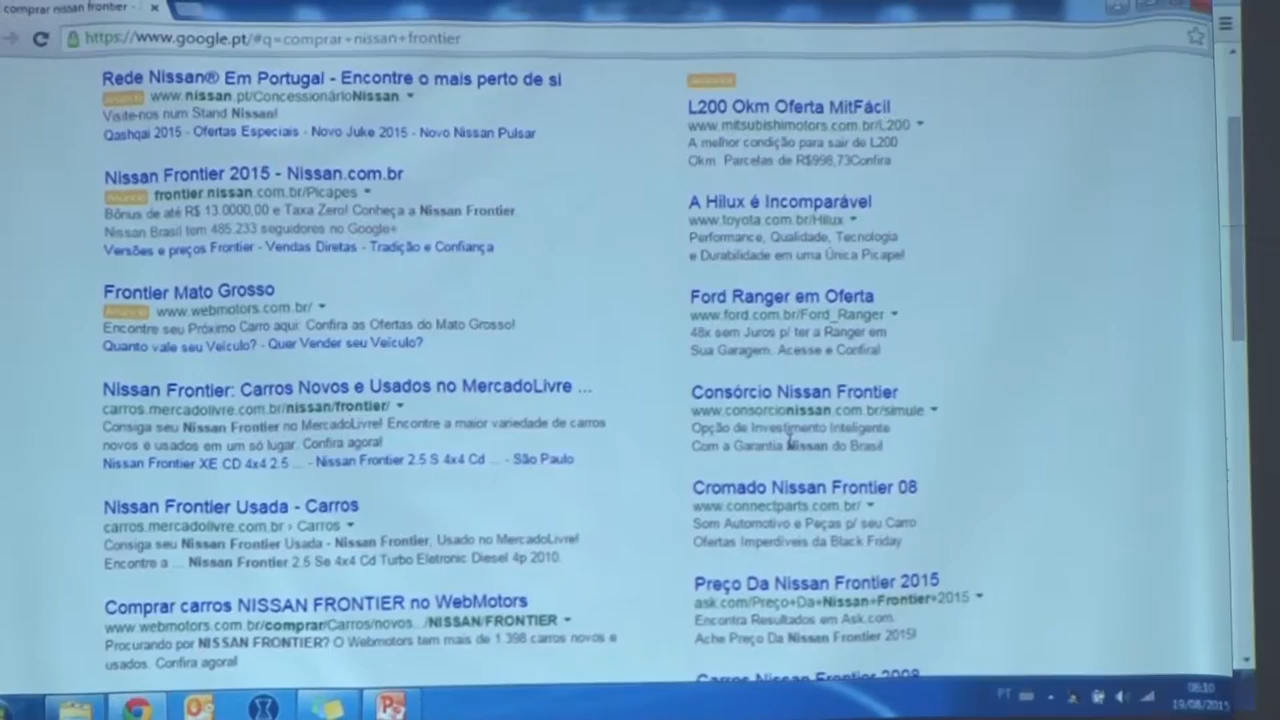 comprar nissan frontier -
https://www.google.pt/#q=comprar+nissan+frontier
Rede Nissan® Em Portugal - Encontre o mais perto de si
Anúncio www.nissan.pt/ConcessionárioNissan
Visite-nos num Stand Nissan!
Qashqai 2015 - Ofertas Especiais - Novo Juke 2015 - Novo Nissan Pulsar
Nissan Frontier 2015 - Nissan.com.br
Anúncio frontier.nissan.com.br/Picapes
Bônus de até R$ 13.0000,00 e Taxa Zero! Conheça a Nissan Frontier.
Nissan Brasil tem 485.233 seguidores no Google+
Versões e preços Frontier - Vendas Diretas - Tradição e Confiança
Frontier Mato Grosso
Anúncio www.webmotors.com.br/
Encontre seu Próximo Carro aqui: Confira as Ofertas do Mato Grosso!
Quanto vale seu Veículo? - Quer Vender seu Veículo?
Nissan Frontier: Carros Novos e Usados no MercadoLivre ...
carros.mercadolivre.com.br/nissan/frontier/
Consiga seu Nissan Frontier no MercadoLivre! Encontre a maior variedade de carros
novos e usados em um só lugar. Confira agora!
Nissan Frontier XE CD 4x4 2.5 ... - Nissan Frontier 2.5 S 4x4 Cd ... - São Paulo
Nissan Frontier Usada - Carros
carros.mercadolivre.com.br › Carros
Consiga seu Nissan Frontier Usada - Nissan Frontier, Usado no MercadoLivre!
Encontre a ... Nissan Frontier 2.5 Se 4x4 Cd Turbo Eletronic Diesel 4p 2010.
Comprar carros NISSAN FRONTIER no WebMotors
www.webmotors.com.br/comprar/Carros/novos.../NISSAN/FRONTIER
Procurando por NISSAN FRONTIER? O Webmotors tem mais de 1.398 carros novos e
usados. Confira agora!
Anúncios
L200 0km Oferta MitFácil
www.mitsubishimotors.com.br/L200
A melhor condição para sair de L200
0km. Parcelas de R$998,73Confira
A Hilux é Incomparável
www.toyota.com.br/Hilux
Performance, Qualidade, Tecnologia
e Durabilidade em uma Única Picape!
Ford Ranger em Oferta
www.ford.com.br/Ford_Ranger
48x sem Juros p/ ter a Ranger em
Sua Garagem. Acesse e Confira!
Consórcio Nissan Frontier
www.consorcionissan.com.br/simule
Opção de Investimento Inteligente
Com a Garantia Nissan do Brasil
Cromado Nissan Frontier 08
www.connectparts.com.br/
Som Automotivo e Peças p/ seu Carro
Ofertas Imperdíveis da Black Friday
Preço Da Nissan Frontier 2015
ask.com/Preço+Da+Nissan+Frontier+2015
Encontra Resultados em Ask.com.
Ache Preço Da Nissan Frontier 2015!
Carros Nissan Frontier 2008
PT
08:10
19/08/2015